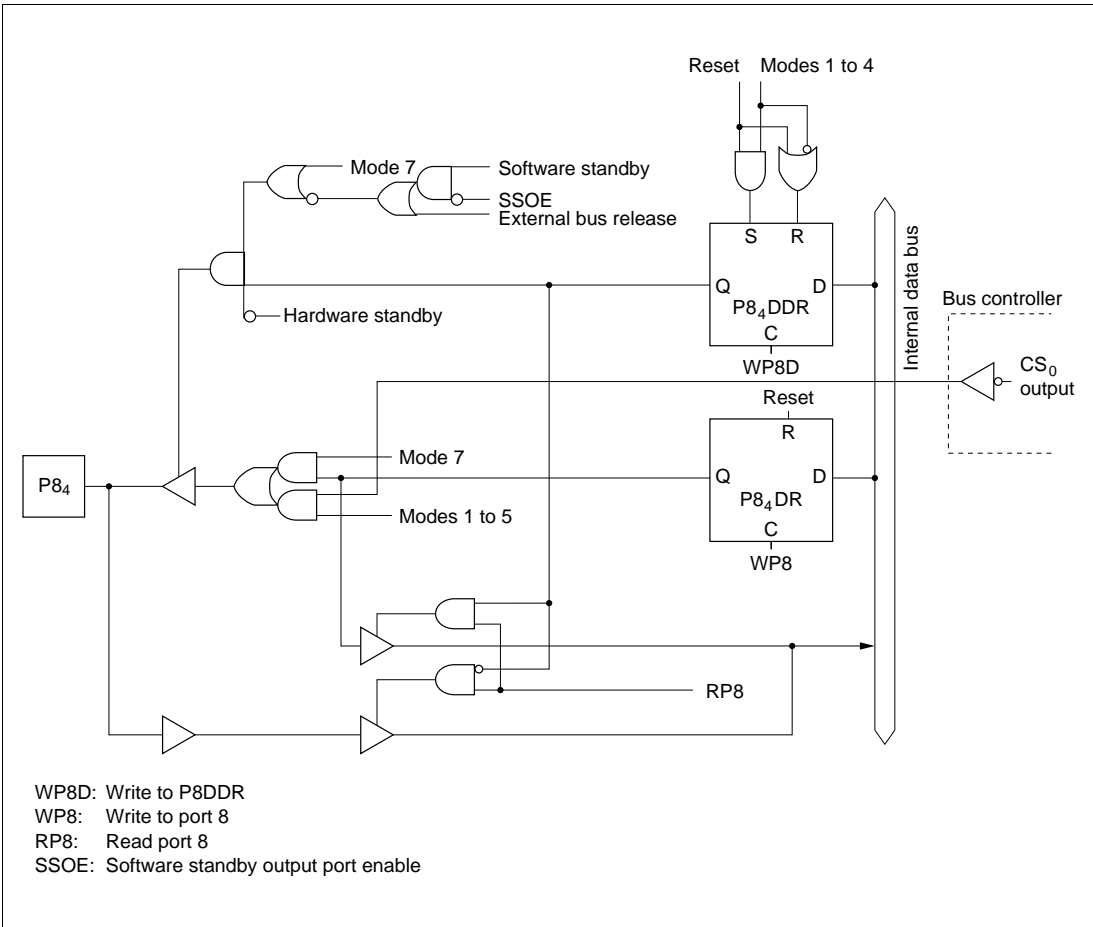 Reset Modes 1 to 4
Mode 7
Software standby
SSOE
External bus release
S R
Q D
P8₄DDR
C
WP8D
Hardware standby
Internal data bus
Bus controller
CS₀
output
Reset
R
Mode 7
Q D
P8₄DR
C
WP8
P8₄
Modes 1 to 5
RP8
WP8D: Write to P8DDR
WP8: Write to port 8
RP8: Read port 8
SSOE: Software standby output port enable